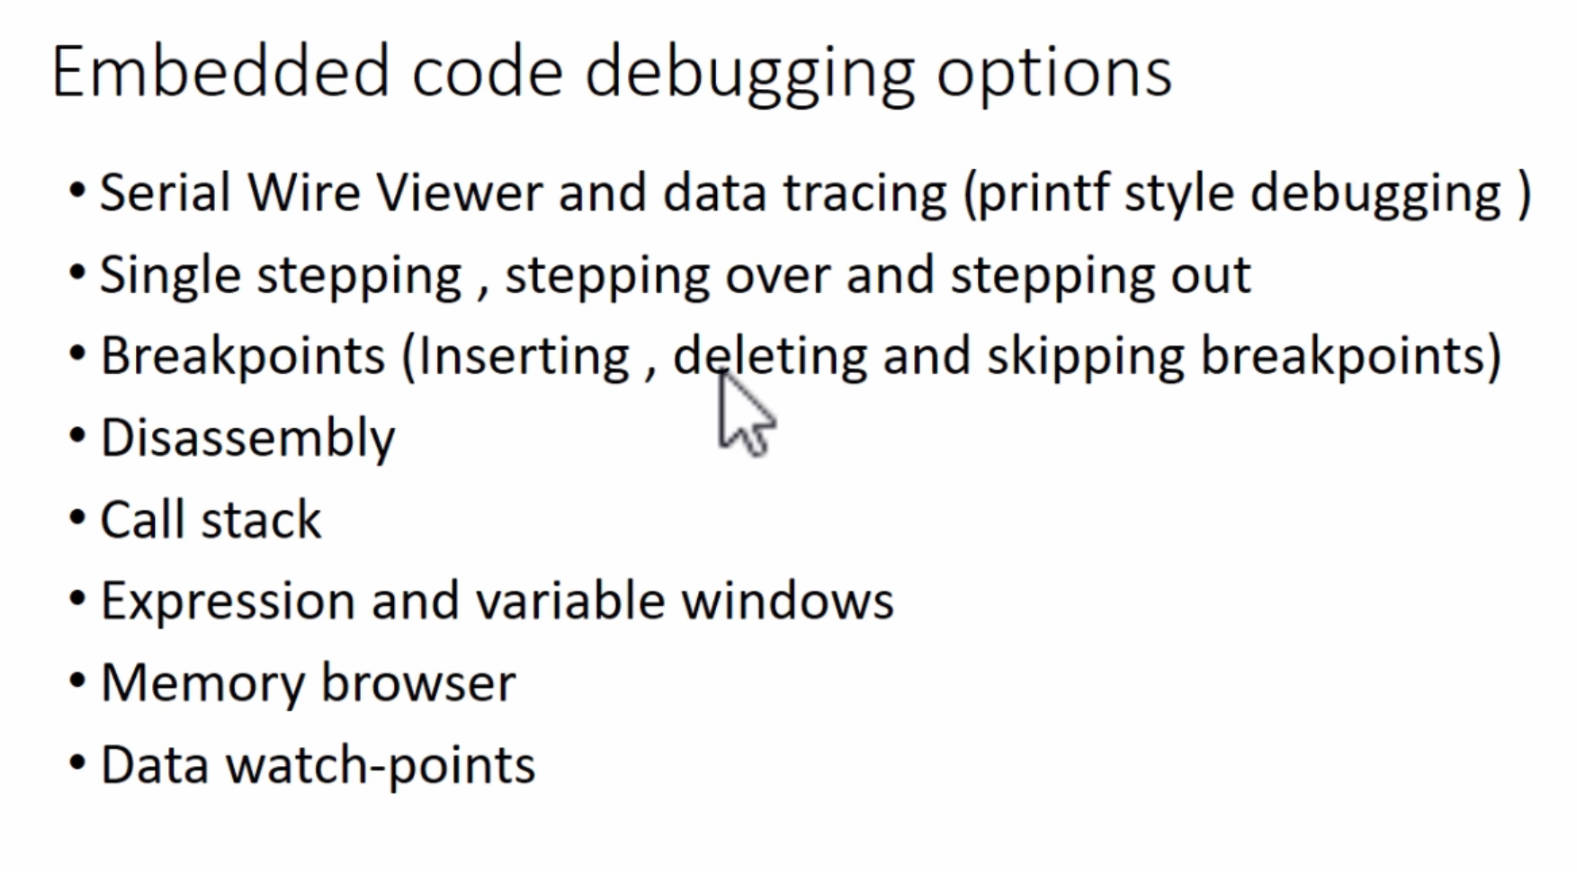 Embedded code debugging options
• Serial Wire Viewer and data tracing (printf style debugging )
• Single stepping , stepping over and stepping out
• Breakpoints (Inserting , deleting and skipping breakpoints)
• Disassembly
• Call stack
• Expression and variable windows
• Memory browser
• Data watch-points